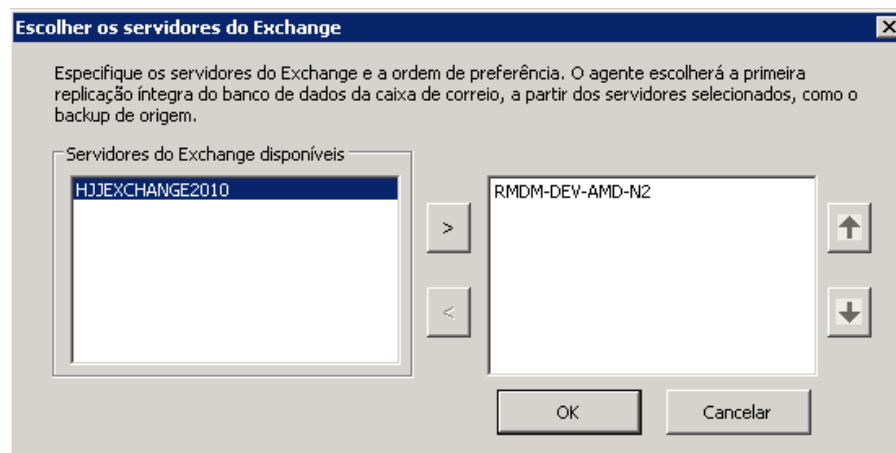 Escolher os servidores do Exchange
Especifique os servidores do Exchange e a ordem de preferência. O agente escolherá a primeira
replicação íntegra do banco de dados da caixa de correio, a partir dos servidores selecionados, como o
backup de origem.
Servidores do Exchange disponíveis
HJJEXCHANGE2010
RMDM-DEV-AMD-N2
>
<
OK
Cancelar